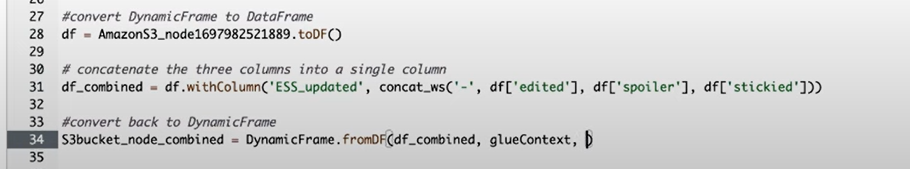 27 #convert DynamicFrame to DataFrame
28 df = AmazonS3_node1697982521889.toDF()
29
30 # concatenate the three columns into a single column
31 df_combined = df.withColumn('ESS_updated', concat_ws('-', df['edited'], df['spoiler'], df['stickied']))
32
33 #convert back to DynamicFrame
34 S3bucket_node_combined = DynamicFrame.fromDF(df_combined, glueContext, )
35